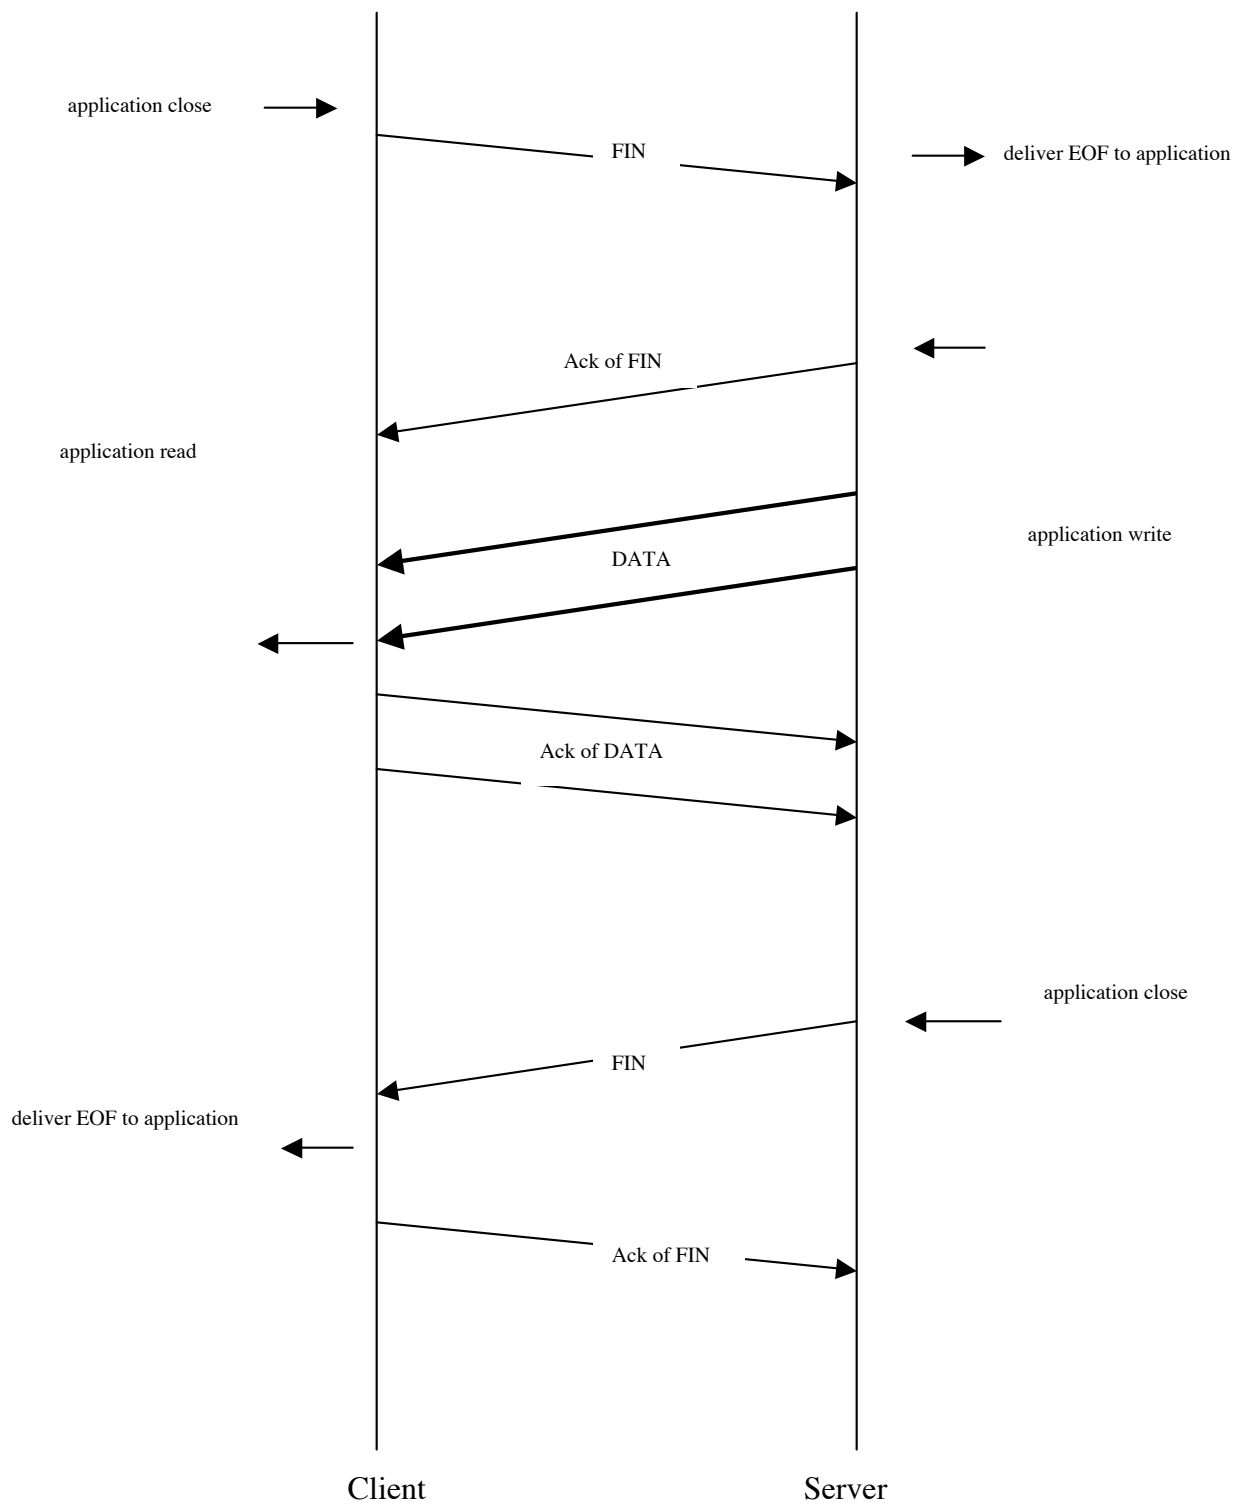 application close
FIN
deliver EOF to application
Ack of FIN
application read
application write
DATA
Ack of DATA
application close
FIN
deliver EOF to application
Ack of FIN
Client
Server